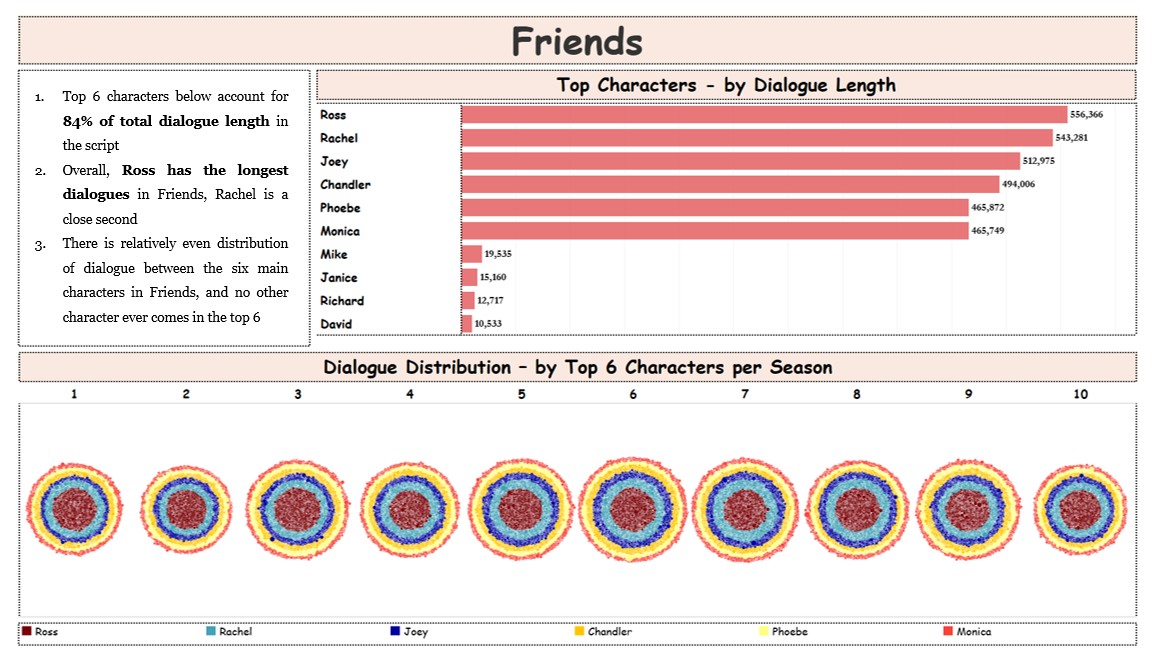 Friends
1. Top 6 characters below account for
84% of total dialogue length in
the script
2. Overall, Ross has the longest
dialogues in Friends, Rachel is a
close second
3. There is relatively even distribution
of dialogue between the six main
characters in Friends, and no other
character ever comes in the top 6
Top Characters - by Dialogue Length
Ross 556,366
Rachel 543,281
Joey 512,975
Chandler 494,006
Phoebe 465,872
Monica 465,749
Mike 19,535
Janice 15,160
Richard 12,717
David 10,533
Dialogue Distribution - by Top 6 Characters per Season
1 2 3 4 5 6 7 8 9 10
Ross Rachel Joey Chandler Phoebe Monica